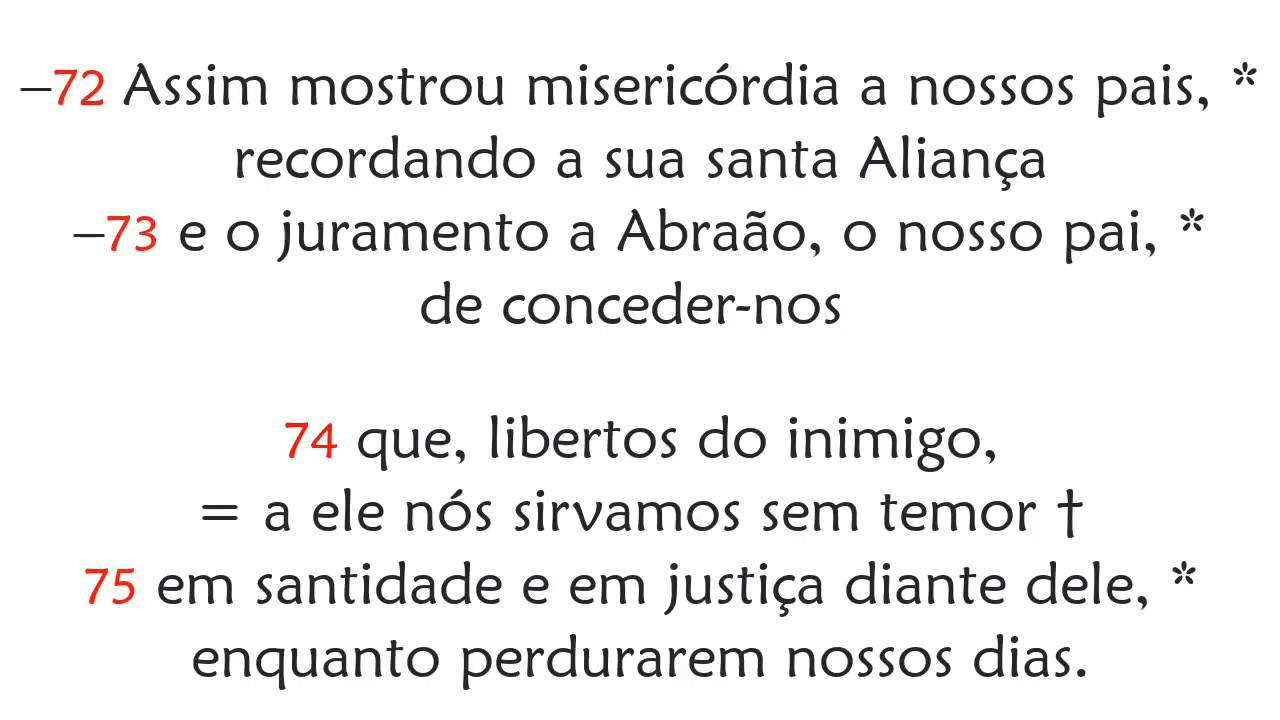 –72 Assim mostrou misericórdia a nossos pais, *
recordando a sua santa Aliança
–73 e o juramento a Abraão, o nosso pai, *
de conceder-nos
74 que, libertos do inimigo,
= a ele nós sirvamos sem temor †
75 em santidade e em justiça diante dele, *
enquanto perdurarem nossos dias.